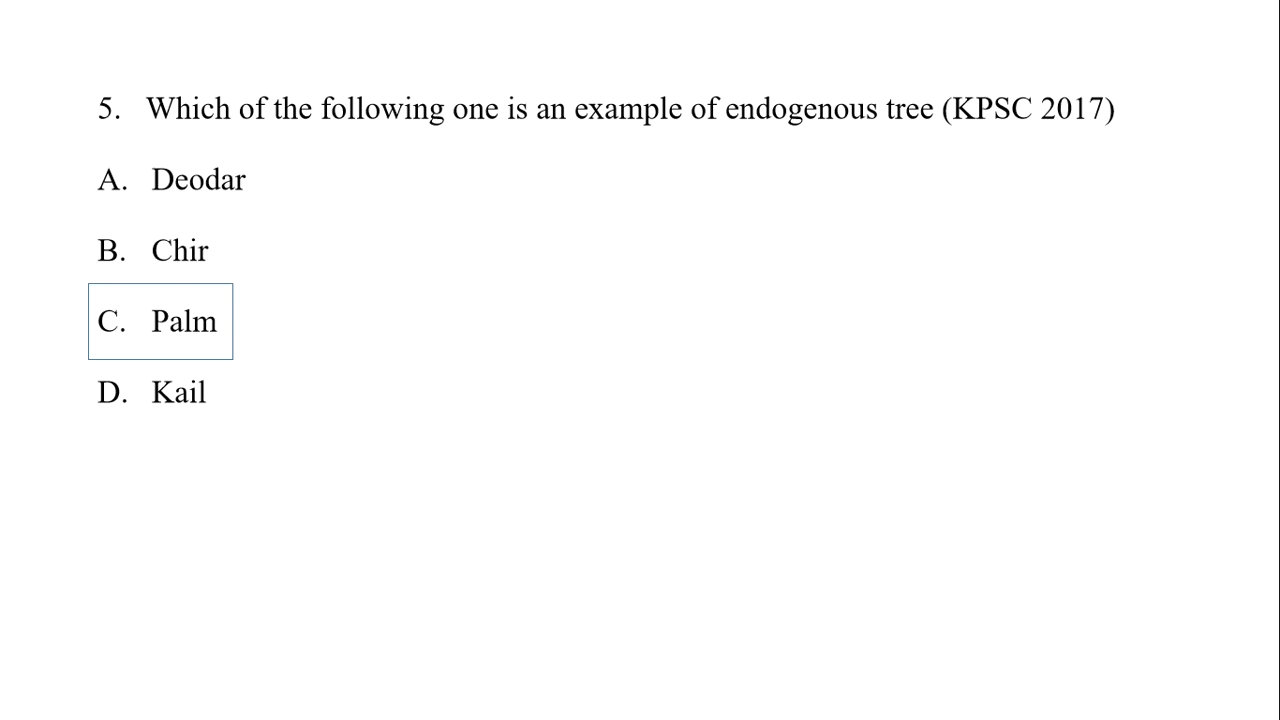 5. Which of the following one is an example of endogenous tree (KPSC 2017)
A. Deodar
B. Chir
C. Palm
D. Kail